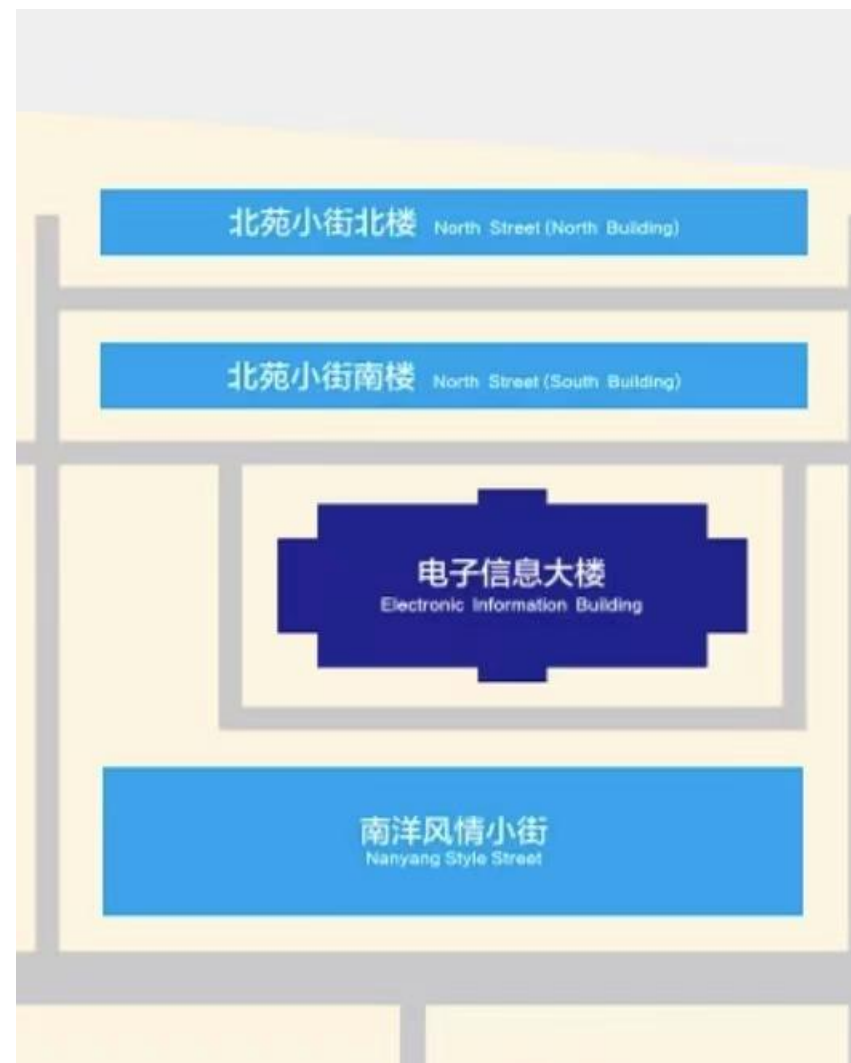 北苑小街北楼 North Street (North Building)
北苑小街南楼 North Street (South Building)
电子信息大楼
Electronic Information Building
南洋风情小街
Nanyang Style Street